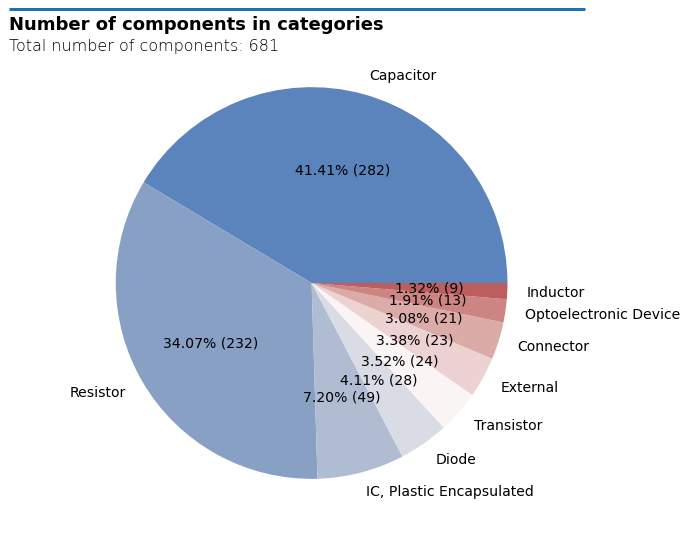 Number of components in categories
Total number of components: 681
Capacitor
41.41% (282)
1.32% (9)
Inductor
1.91% (13)
Optoelectronic Device
3.08% (21)
Connector
3.38% (23)
34.07% (232)
3.52% (24)
External
4.11% (28)
Resistor
7.20% (49)
Transistor
Diode
IC, Plastic Encapsulated